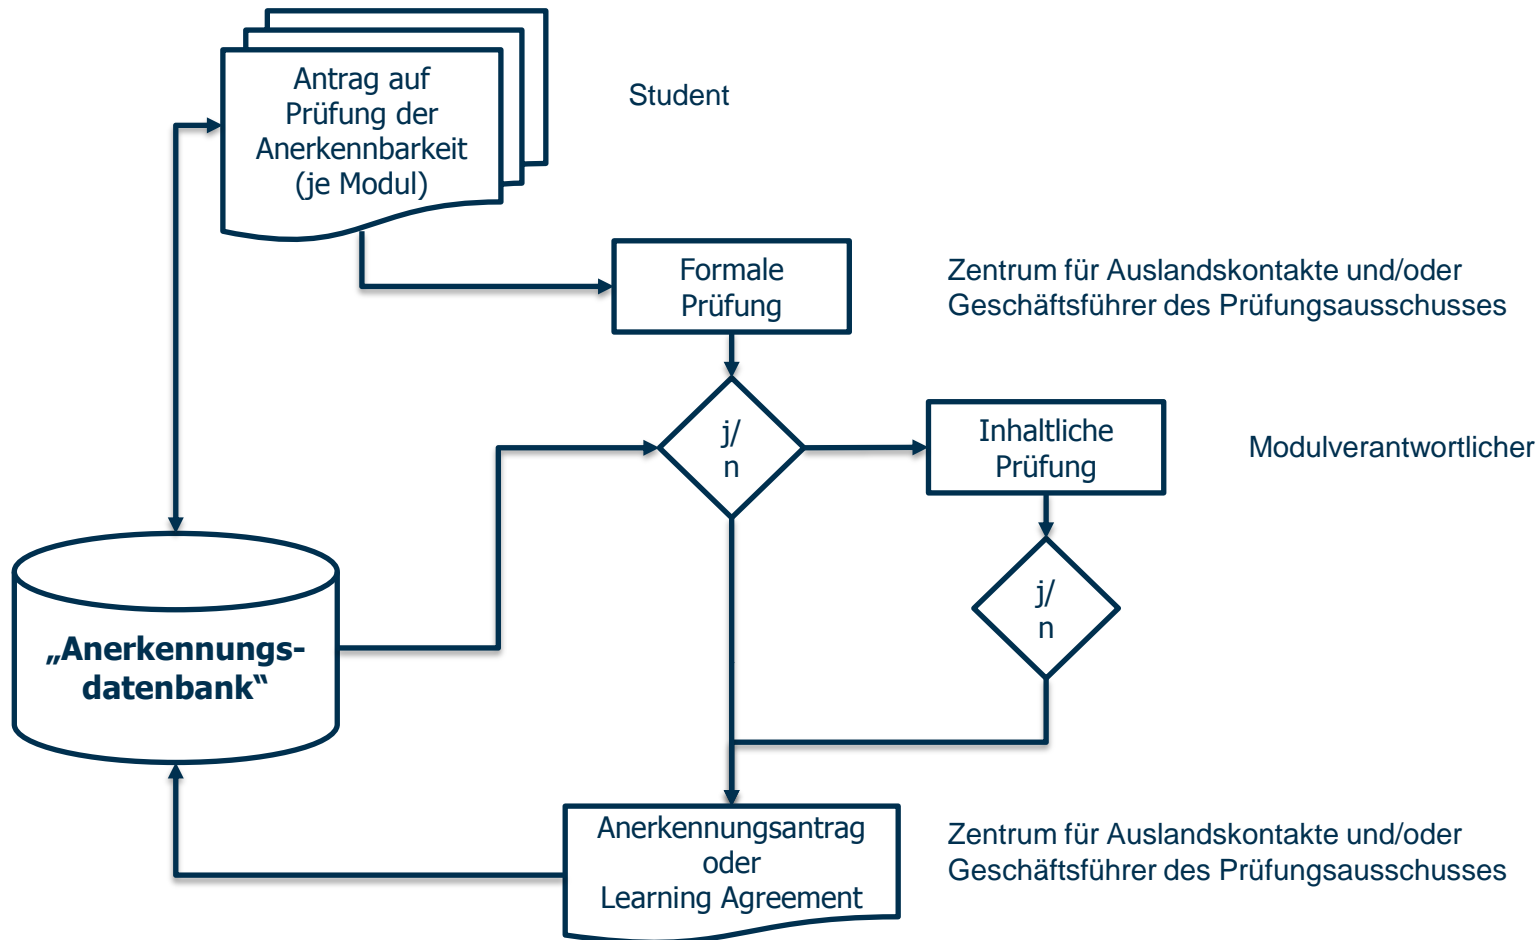 Antrag auf
Prüfung der
Anerkennbarkeit
(je Modul)
Student
Formale
Prüfung
Zentrum für Auslandskontakte und/oder
Geschäftsführer des Prüfungsausschusses
j/
n
Inhaltliche
Prüfung
Modulverantwortlicher
j/
n
„Anerkennungs-
datenbank“
Anerkennungsantrag
oder
Learning Agreement
Zentrum für Auslandskontakte und/oder
Geschäftsführer des Prüfungsausschusses